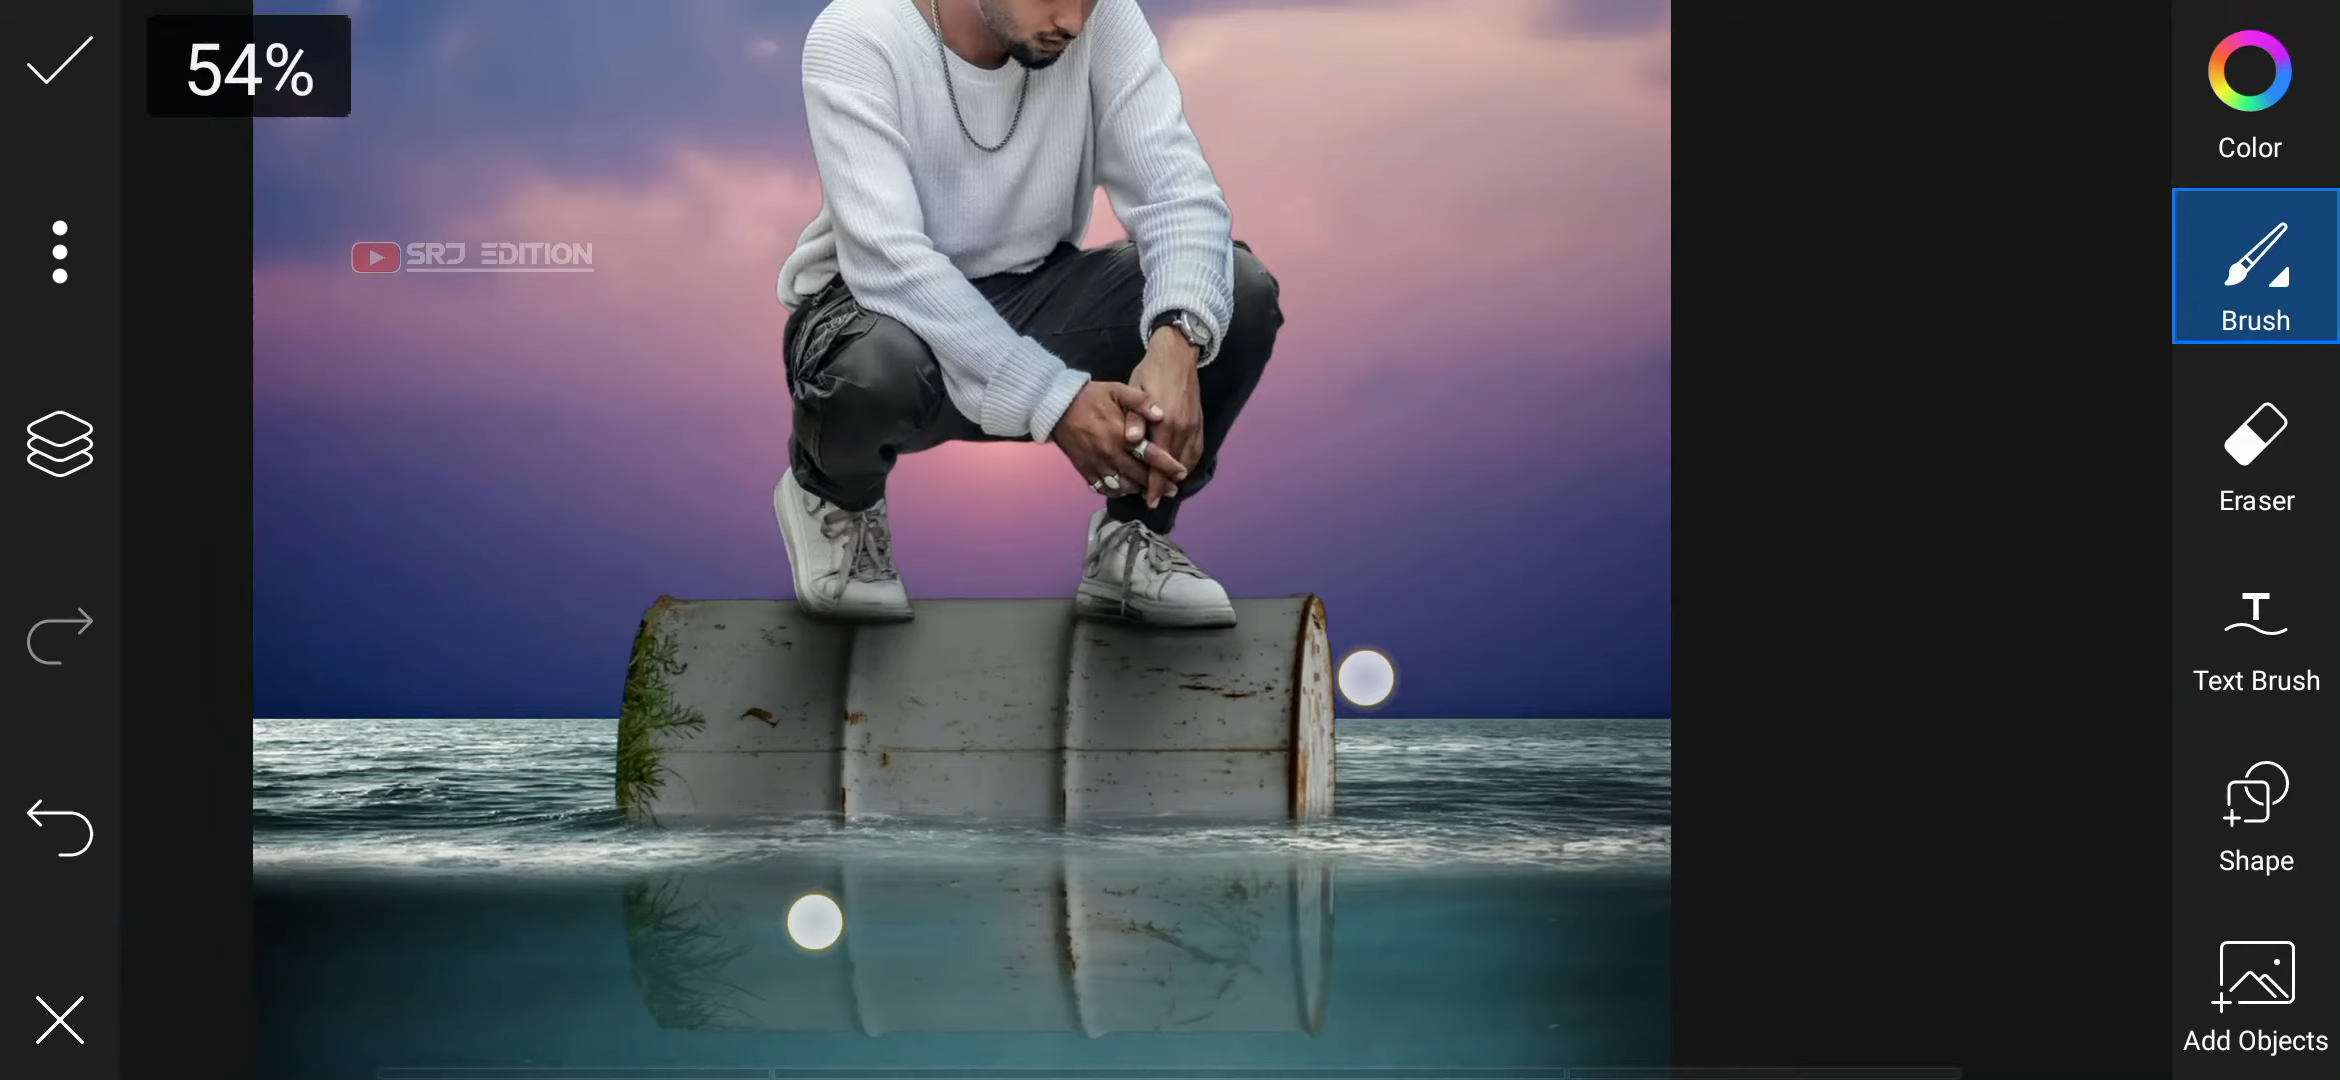 54%
Color
SRJ EDITION
Brush
Eraser
Text Brush
Shape
Add Objects